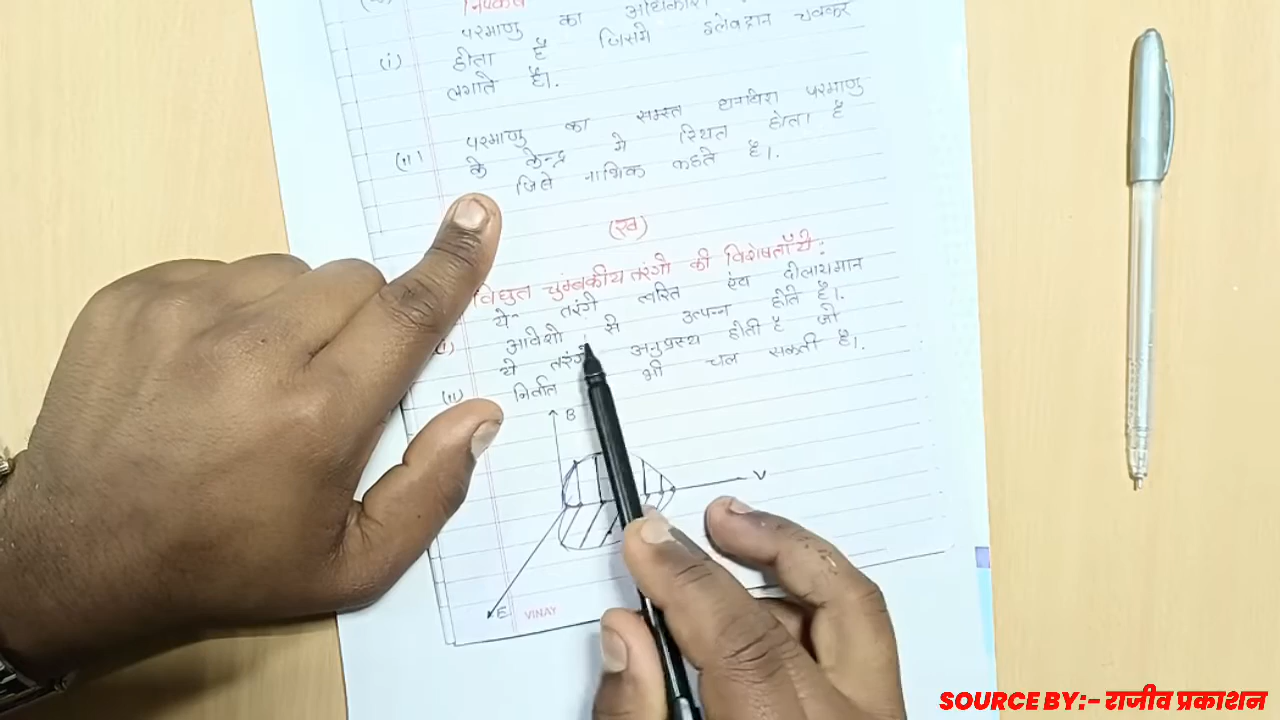 निष्कर्ष
परमाणु का अधिकांश
(i) होता है जिसमे इलेक्ट्रान चक्कर
लगाते है।.
परमाणु का समस्त धनावेश परमाणु
(ii) के केन्द्र मे स्थित होता है
जिसे नाभिक कहते है।.
(ख)
विद्युत चुम्बकीय तरंगो की विशेषताएँ ये:
ये तरंगे त्वरित एंव दोलायमान
(i) आवेशो से उत्पन्न होते है।.
ये तरंगे अनुप्रस्थ होती है जो
(ii) निर्वात भी चल सकती है।.
B
V
E
VINAY
SOURCE BY:- राजीव प्रकाशन